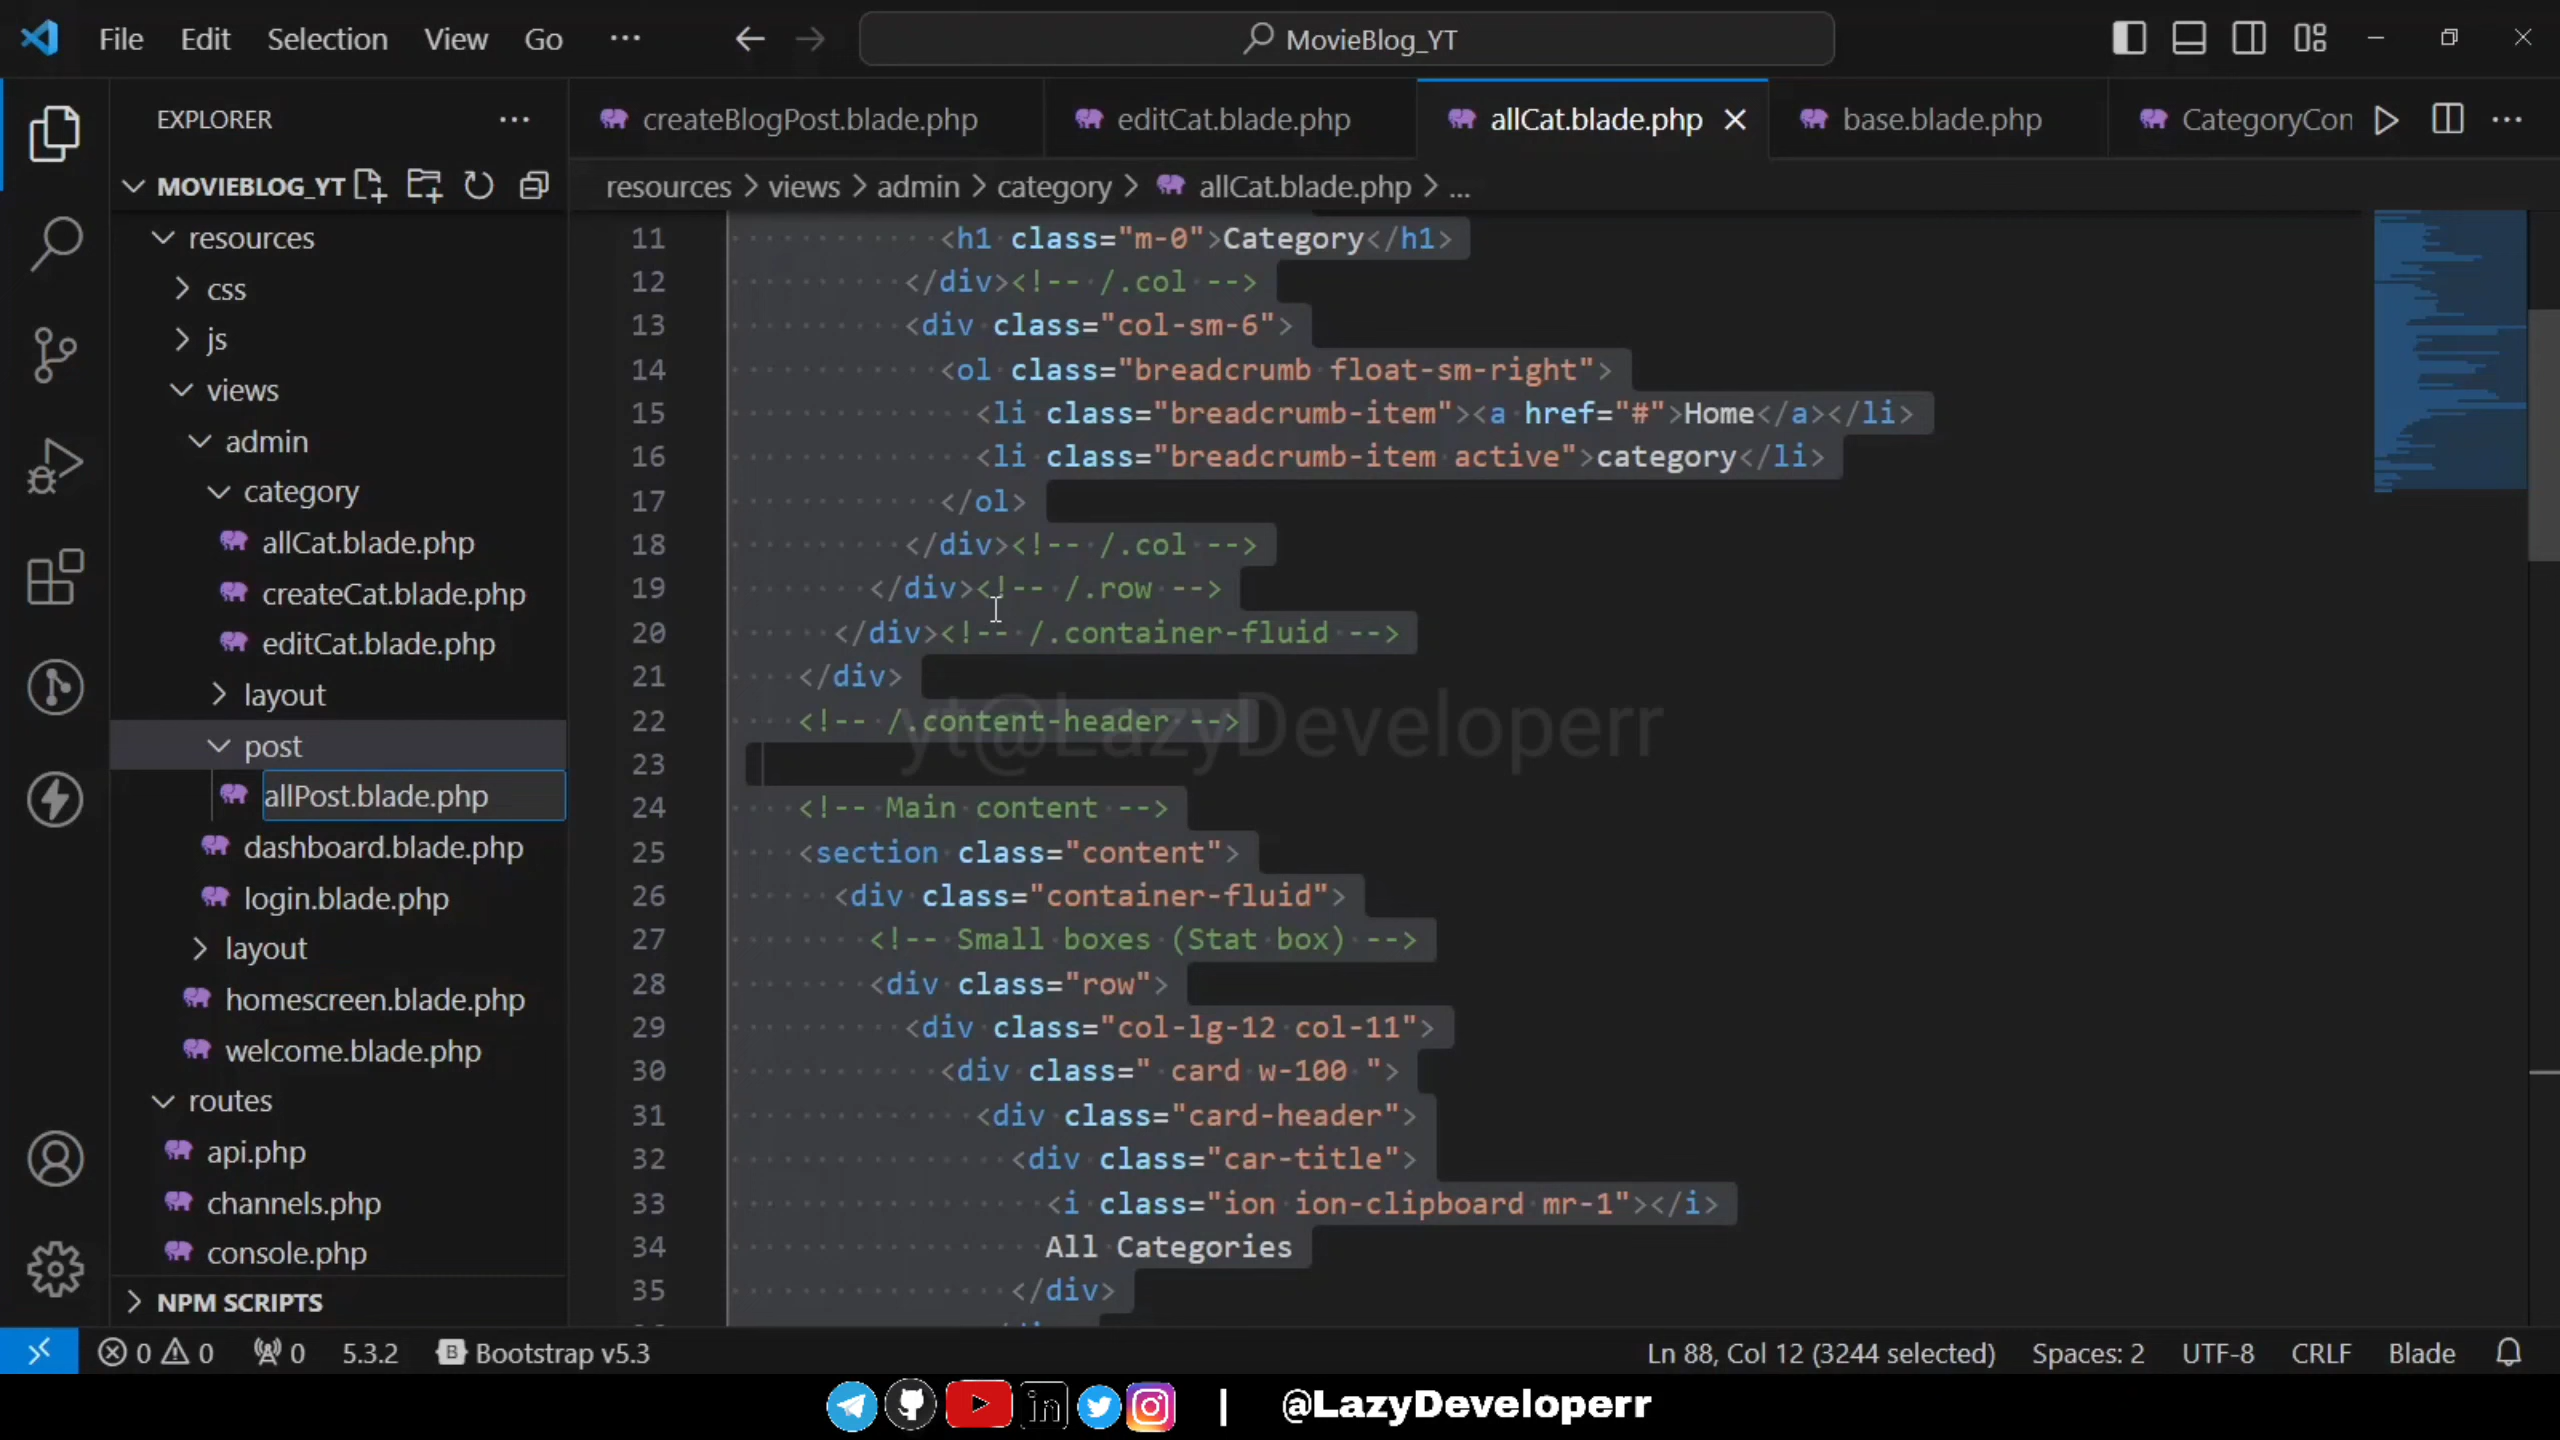 File Edit Selection View Go ··· MovieBlog_YT
EXPLORER ···
MOVIEBLOG_YT
resources
css
js
views
admin
category
allCat.blade.php
createCat.blade.php
editCat.blade.php
layout
post
allPost.blade.php
dashboard.blade.php
login.blade.php
layout
homescreen.blade.php
welcome.blade.php
routes
api.php
channels.php
console.php
NPM SCRIPTS
createBlogPost.blade.php editCat.blade.php allCat.blade.php base.blade.php CategoryCon
resources > views > admin > category > allCat.blade.php > ...
11 <h1 class="m-0">Category</h1>
12 </div><!-- /.col -->
13 <div class="col-sm-6">
14 <ol class="breadcrumb float-sm-right">
15 <li class="breadcrumb-item"><a href="#">Home</a></li>
16 <li class="breadcrumb-item active">category</li>
17 </ol>
18 </div><!-- /.col -->
19 </div><!-- /.row -->
20 </div><!-- /.container-fluid -->
21 </div>
22 <!-- /.content-header -->
yt@LazyDeveloperr
23
24 <!-- Main content -->
25 <section class="content">
26 <div class="container-fluid">
27 <!-- Small boxes (Stat box) -->
28 <div class="row">
29 <div class="col-lg-12 col-11">
30 <div class=" card w-100 ">
31 <div class="card-header">
32 <div class="car-title">
33 <i class="ion ion-clipboard mr-1"></i>
34 All Categories
35 </div>
0 0 0 5.3.2 B Bootstrap v5.3 Ln 88, Col 12 (3244 selected) Spaces: 2 UTF-8 CRLF Blade
in | @LazyDeveloperr